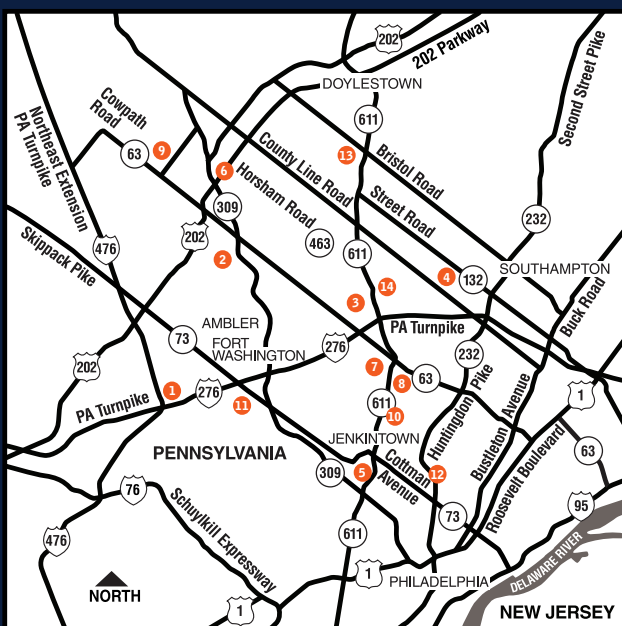 202
202 Parkway
DOYLESTOWN
Second Street Pike
Northeast Extension
PA Turnpike
Cowpath
Road
63
9
611
County Line Road
13
Bristol Road
6
Horsham Road
Street Road
309
463
232
Skippack Pike
476
202
2
611
4
132
SOUTHAMPTON
14
3
Buck Road
73
AMBLER
FORT
WASHINGTON
276
PA Turnpike
232
202
7
63
8
1
1
276
PA Turnpike
11
611
10
Huntingdon Pike
Bustleton Avenue
Roosevelt Boulevard
63
PENNSYLVANIA
JENKINTOWN
309
5
Cottman
Avenue
12
76
Schuylkill Expressway
73
95
476
611
DELAWARE RIVER
1
PHILADELPHIA
NORTH
1
NEW JERSEY